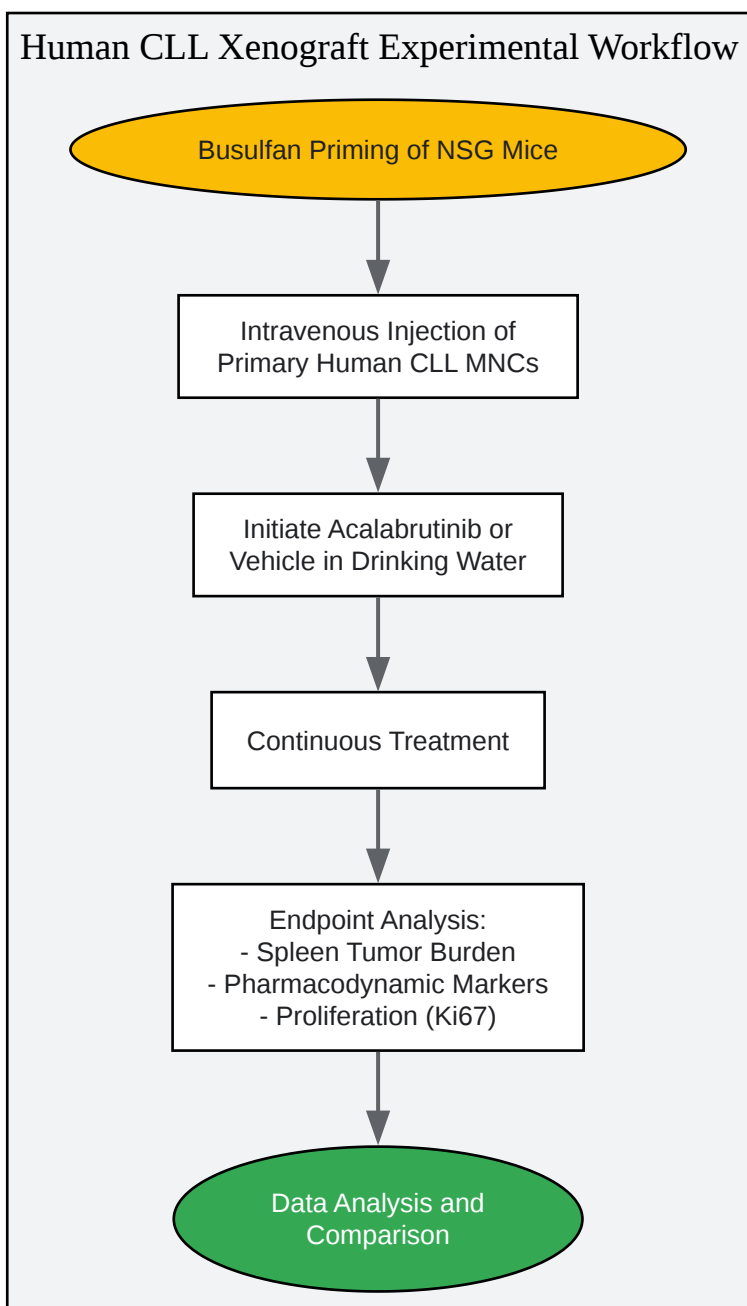 Human CLL Xenograft Experimental Workflow
Busulfan Priming of NSG Mice
Intravenous Injection of
Primary Human CLL MNCs
Initiate Acalabrutinib or
Vehicle in Drinking Water
Continuous Treatment
Endpoint Analysis:
- Spleen Tumor Burden
- Pharmacodynamic Markers
- Proliferation (Ki67)
Data Analysis and
Comparison